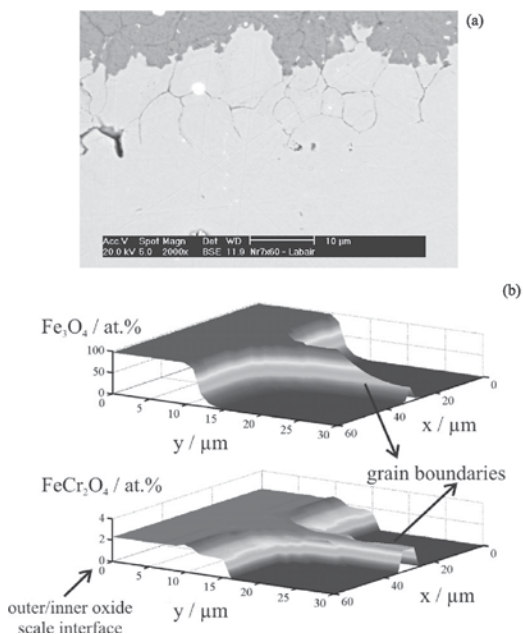 (a)
Acc.V Spot Magn Det WD 10 µm
20.0 kV 5.0 2000x BSE 11.9 Nr7x60 - Labair
(b)
Fe₃O₄ / at.%
100
50
0
0
5
10
15
20
25
30
60
40
20
0
y / µm
x / µm
grain boundaries
FeCr₂O₄/at.%
4
2
0
0
5
10
15
20
25
30
60
40
20
0
y / µm
x / µm
outer/inner oxide
scale interface